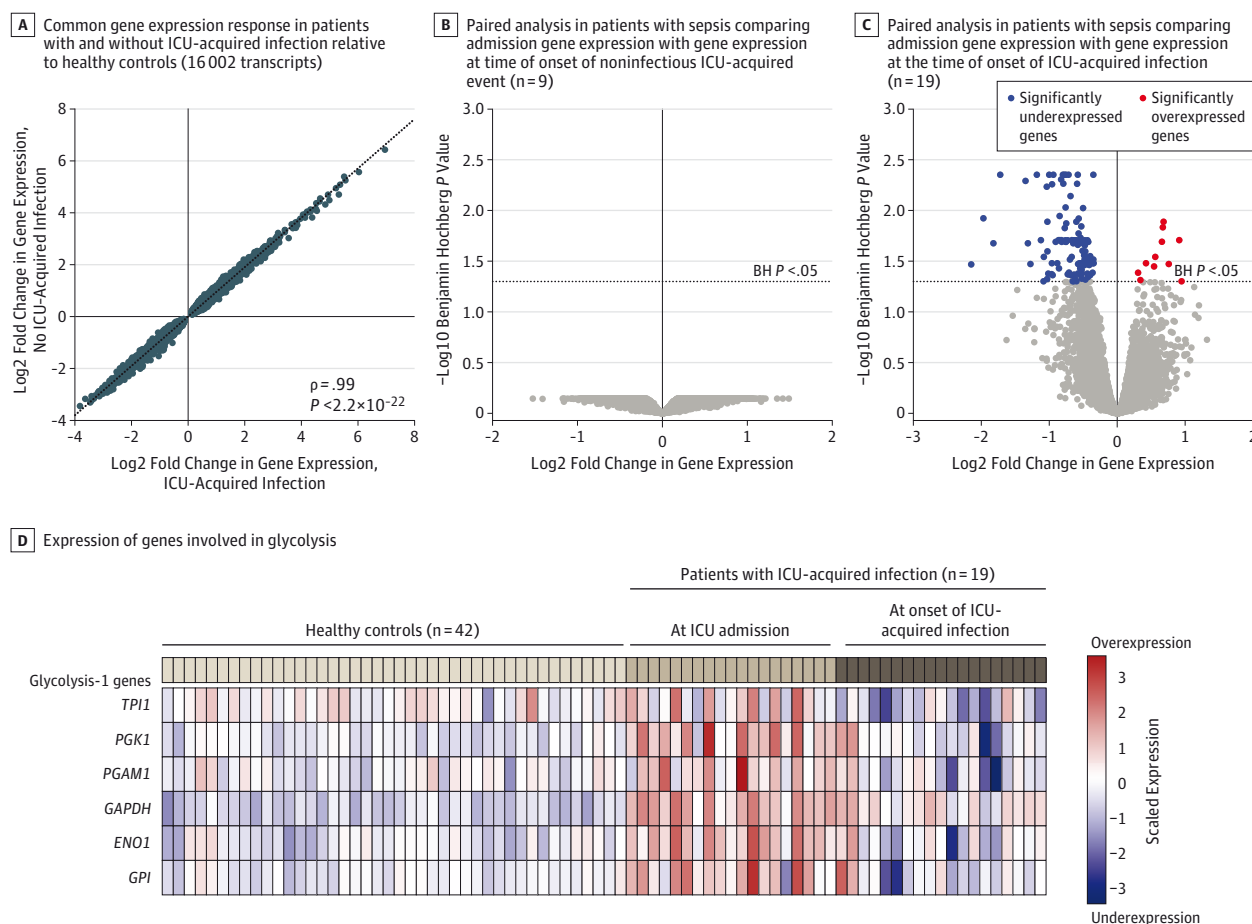 A Common gene expression response in patients
with and without ICU-acquired infection relative
to healthy controls (16 002 transcripts)
8
6
4
2
0
−2
−4
−4
−2
0
2
4
6
8
Log2 Fold Change in Gene Expression,
No ICU-Acquired Infection
ρ = .99
P <2.2×10−22
Log2 Fold Change in Gene Expression,
ICU-Acquired Infection
B Paired analysis in patients with sepsis comparing
admission gene expression with gene expression
at time of onset of noninfectious ICU-acquired
event (n = 9)
3.0
2.5
2.0
1.5
1.0
0.5
0
−2
−1
0
1
2
−Log10 Benjamin Hochberg P Value
BH P <.05
Log2 Fold Change in Gene Expression
C Paired analysis in patients with sepsis comparing
admission gene expression with gene expression
at the time of onset of ICU-acquired infection
(n = 19)
Significantly
underexpressed
genes
Significantly
overexpressed
genes
3.0
2.5
2.0
1.5
1.0
0.5
0
−3
−2
−1
0
1
2
−Log10 Benjamin Hochberg P Value
BH P <.05
Log2 Fold Change in Gene Expression
D Expression of genes involved in glycolysis
Patients with ICU-acquired infection (n = 19)
Healthy controls (n = 42)
At ICU admission
At onset of ICU-
acquired infection
Glycolysis-1 genes
TPI1
PGK1
PGAM1
GAPDH
ENO1
GPI
Overexpression
3
2
1
0
−1
−2
−3
Scaled Expression
Underexpression